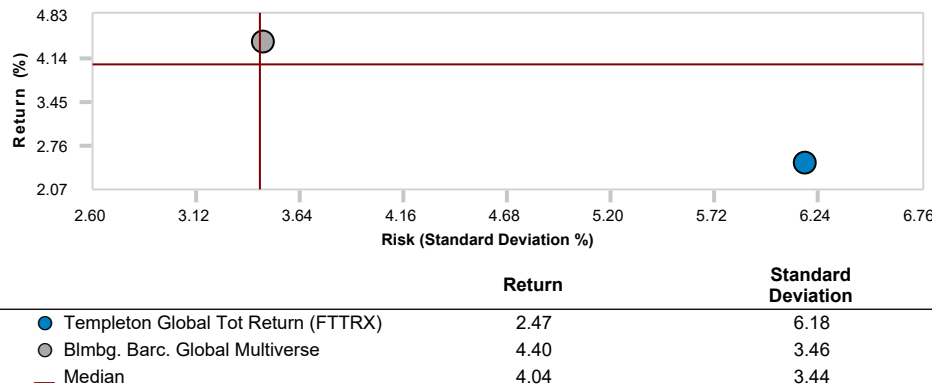 4.83
4.14
3.45
2.76
2.07
Return (%)
2.60 3.12 3.64 4.16 4.68 5.20 5.72 6.24 6.76
Risk (Standard Deviation %)
Return Standard Deviation
Templeton Global Tot Return (FTTRX) 2.47 6.18
Blmbg. Barc. Global Multiverse 4.40 3.46
Median 4.04 3.44